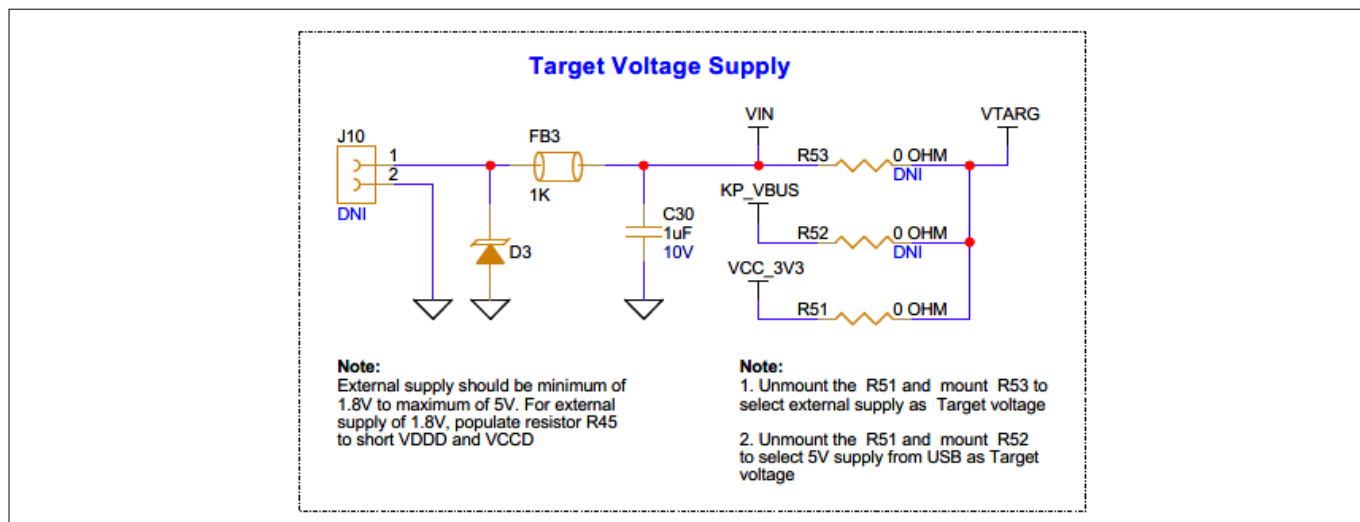 Target Voltage Supply
J10
1
2
DNI
FB3
1K
D3
C30
1uF
10V
VIN
VTARG
R53
0 OHM
DNI
KP_VBUS
R52
0 OHM
DNI
VCC_3V3
R51
0 OHM
Note:
External supply should be minimum of
1.8V to maximum of 5V. For external
supply of 1.8V, populate resistor R45
to short VDDD and VCCD
Note:
1. Unmount the R51 and mount R53 to
select external supply as Target voltage
2. Unmount the R51 and mount R52
to select 5V supply from USB as Target
voltage